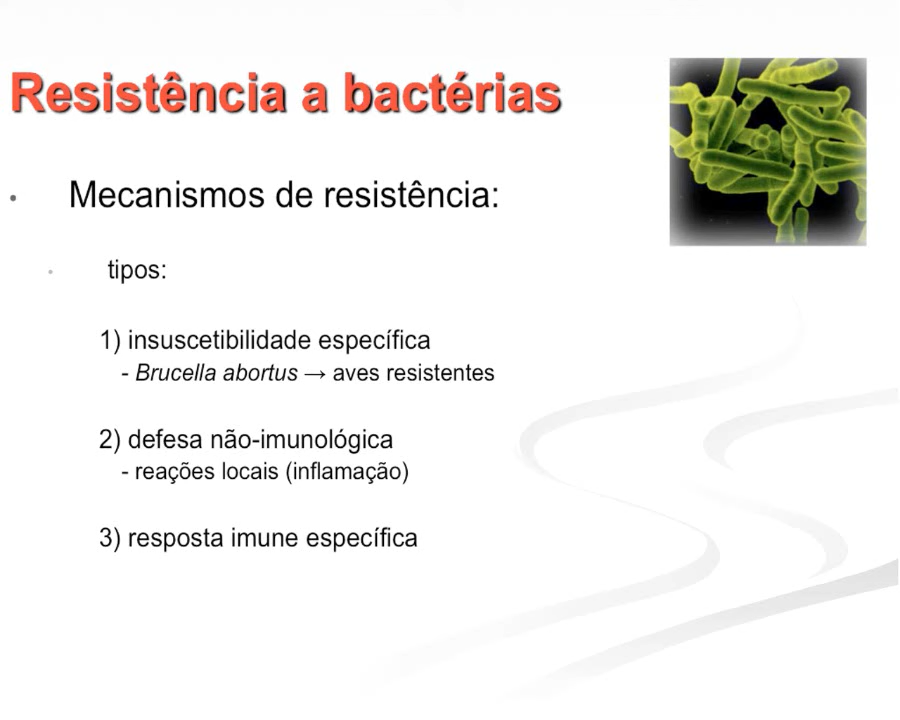 Resistência a bactérias
• Mecanismos de resistência:
• tipos:
1) insuscetibilidade específica
- Brucella abortus → aves resistentes
2) defesa não-imunológica
- reações locais (inflamação)
3) resposta imune específica